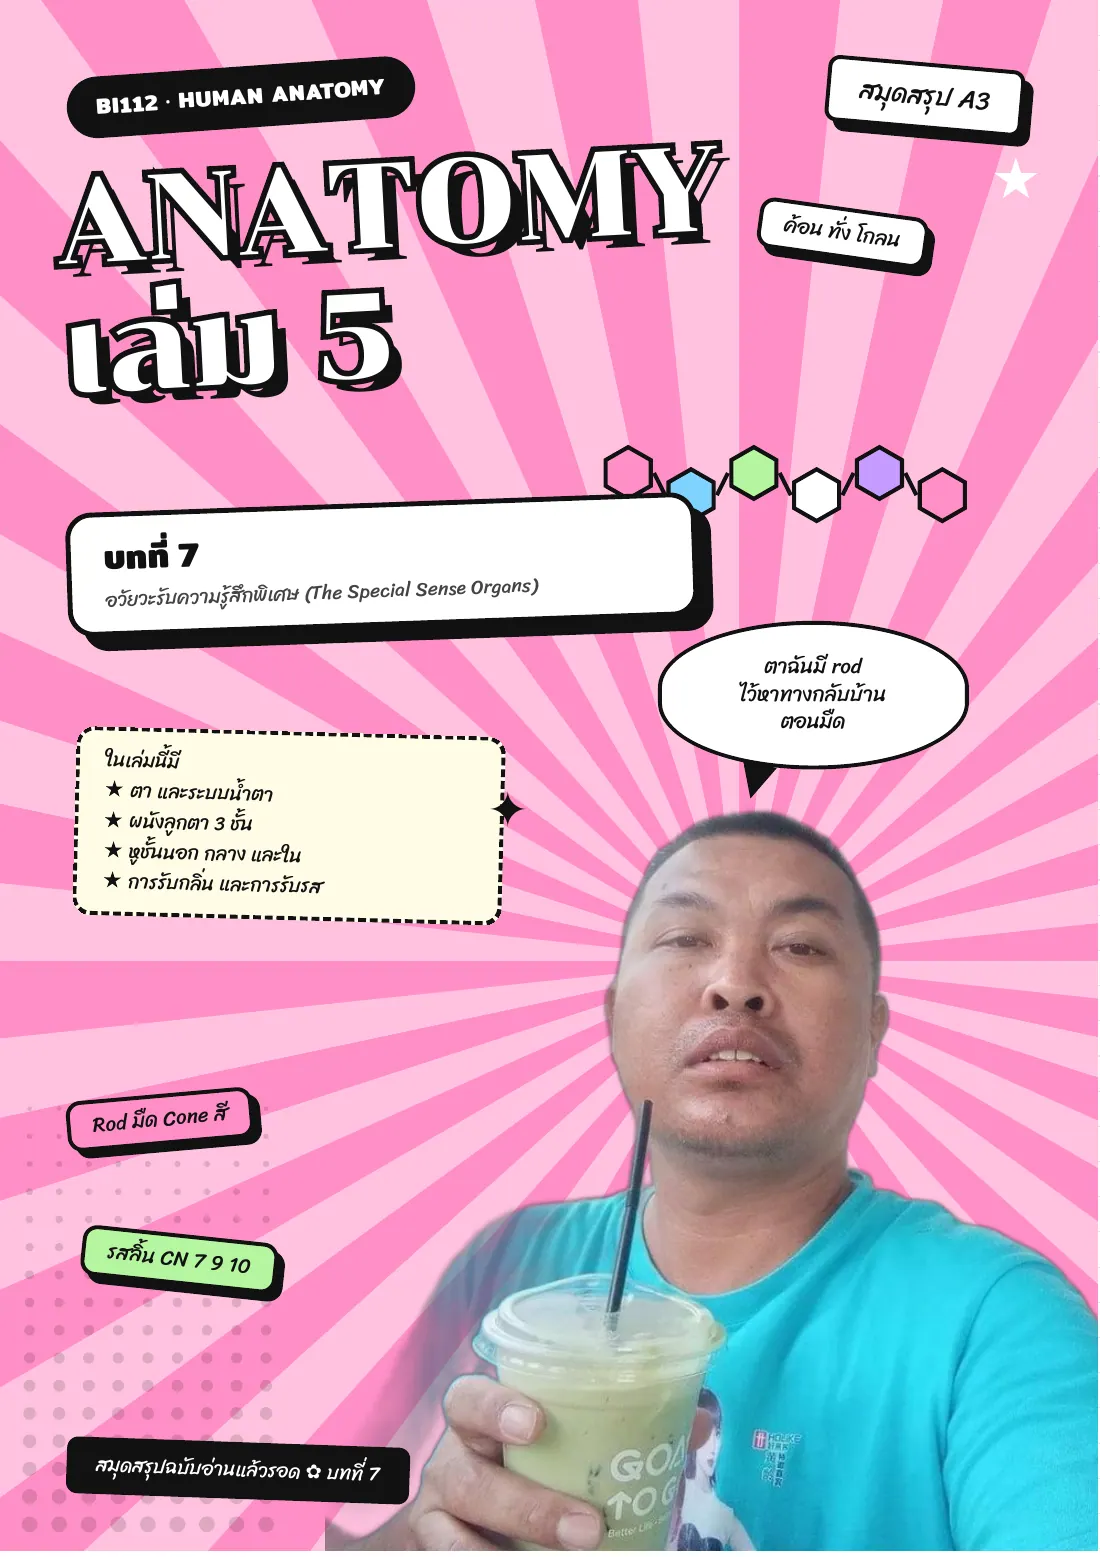 BI112 · HUMAN ANATOMY
สมุดสรุป A3
ANATOMY
เล่ม 5
ค้อน ทั่ง โกลน
บทที่ 7
อวัยวะรับความรู้สึกพิเศษ (The Special Sense Organs)
ตาฉันมี rod
ไว้หาทางกลับบ้าน
ตอนมืด
ในเล่มนี้มี
★ ตา และระบบน้ำตา
★ ผนังลูกตา 3 ชั้น
★ หูชั้นนอก กลาง และใน
★ การรับกลิ่น และการรับรส
Rod มืด Cone สี
รสลิ้น CN 7 9 10
TO G
Better Life
สมุดสรุปฉบับอ่านแล้วรอด ✿ บทที่ 7